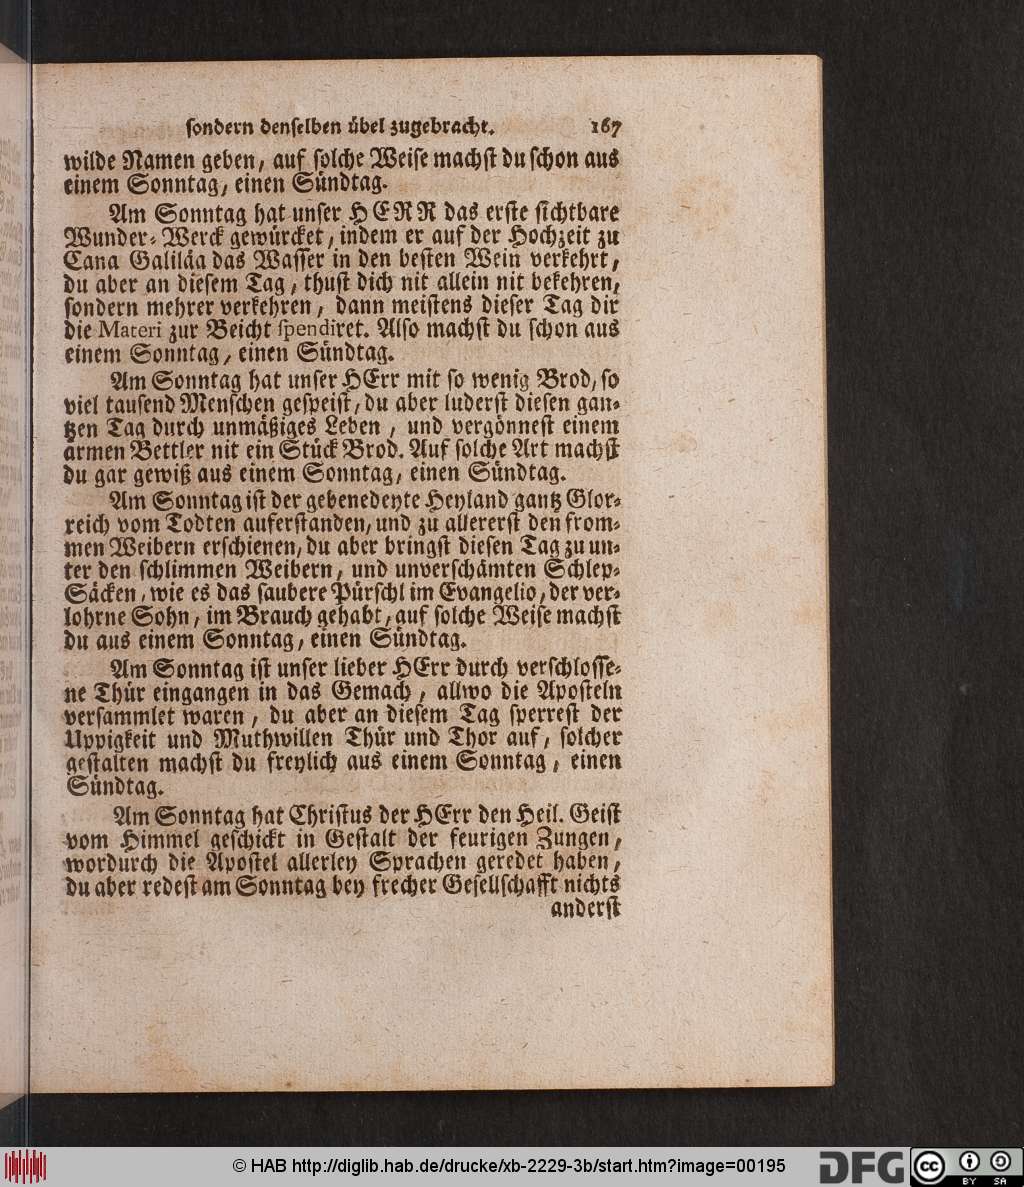 sondern denselben übel zugebracht. 167
wilde Namen geben, auf solche Weise machst du schon aus
einem Sonntag, einen Sündtag.
Am Sonntag hat unser HERR das erste sichtbare
Wunder-Werck gewürcket, indem er auf der Hochzeit zu
Cana Galiläa das Wasser in den besten Wein verkehrt,
du aber an diesem Tag, thust dich nit allein nit bekehren,
sondern mehrer verkehren, dann meistens dieser Tag dir
die Materi zur Beicht spendiret. Also machst du schon aus
einem Sonntag, einen Sündtag.
Am Sonntag hat unser HErr mit so wenig Brod, so
viel tausend Menschen gespeist, du aber luderst diesen gan-
tzen Tag durch unmäßiges Leben, und vergönnest einem
armen Bettler nit ein Stück Brod. Auf solche Art machst
du gar gewiß aus einem Sonntag, einen Sündtag.
Am Sonntag ist der gebenedeyte Heyland gantz Glor-
reich vom Todten auferstanden, und zu allererst den from-
men Weibern erschienen, du aber bringst diesen Tag zu un-
ter den schlimmen Weibern, und unverschämten Schlep-
Säcken, wie es das saubere Pürschl im Evangelio, der ver-
lohrne Sohn, im Brauch gehabt, auf solche Weise machst
du aus einem Sonntag, einen Sündtag.
Am Sonntag ist unser lieber HErr durch verschlosse-
ne Thür eingangen in das Gemach, allwo die Aposteln
versammlet waren, du aber an diesem Tag sperrest der
Uppigkeit und Muthwillen Thür und Thor auf, solcher
gestalten machst du freylich aus einem Sonntag, einen
Sündtag.
Am Sonntag hat Christus der HErr den Heil. Geist
vom Himmel geschickt in Gestalt der feurigen Zungen,
wordurch die Apostel allerley Sprachen geredet haben,
du aber redest am Sonntag bey frecher Gesellschafft nichts
anderst
© HAB http://diglib.hab.de/drucke/xb-2229-3b/start.htm?image=00195
DFG
cc BY SA